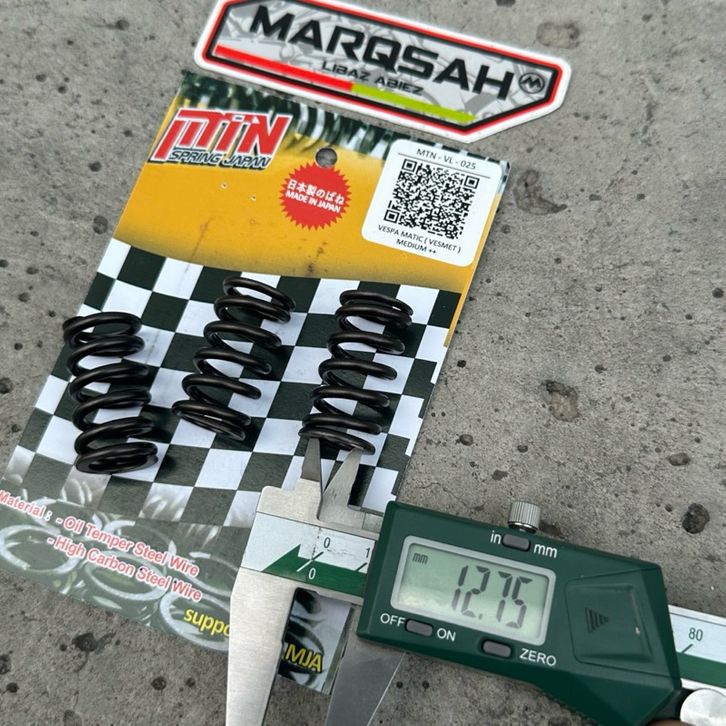 MARQSAH
LIBAZ ABIEZ
MTN
SPRING JAPAN
日本製のばね
MADE IN JAPAN
MTN - VL - 025
VESPA MATIC ( VESMET )
MEDIUM ++
Material : - Oil Temper Steel Wire
- High Carbon Steel Wire
MJA
0 1
0
in mm
mm
12.75
OFF ON
ZERO
80